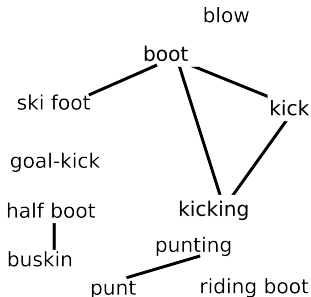 blow
boot
ski foot
kick
goal-kick
half boot
kicking
punting
buskin
punt
riding boot